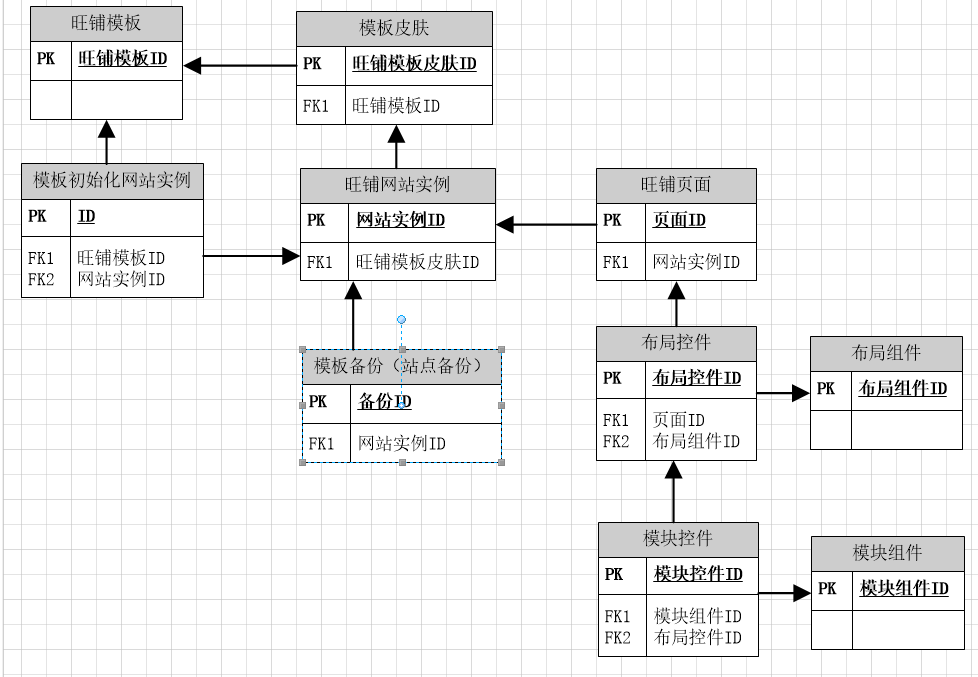 旺铺模板
PK 旺铺模板ID
模板皮肤
PK 旺铺模板皮肤ID
FK1 旺铺模板ID
模板初始化网站实例
PK ID
FK1 旺铺模板ID
FK2 网站实例ID
旺铺网站实例
PK 网站实例ID
FK1 旺铺模板皮肤ID
旺铺页面
PK 页面ID
FK1 网站实例ID
模板备份（站点备份）
PK 备份ID
FK1 网站实例ID
布局控件
PK 布局控件ID
FK1 页面ID
FK2 布局组件ID
布局组件
PK 布局组件ID
模块控件
PK 模块控件ID
FK1 模块组件ID
FK2 布局控件ID
模块组件
PK 模块组件ID